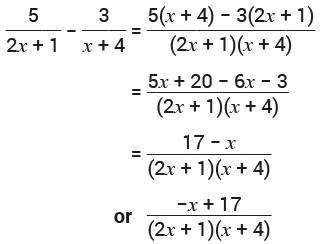 5/(2x + 1) − 3/(x + 4) = (5(x + 4) − 3(2x + 1))/((2x + 1)(x + 4))
= (5x + 20 − 6x − 3)/((2x + 1)(x + 4))
= (17 − x)/((2x + 1)(x + 4))
or (−x + 17)/((2x + 1)(x + 4))